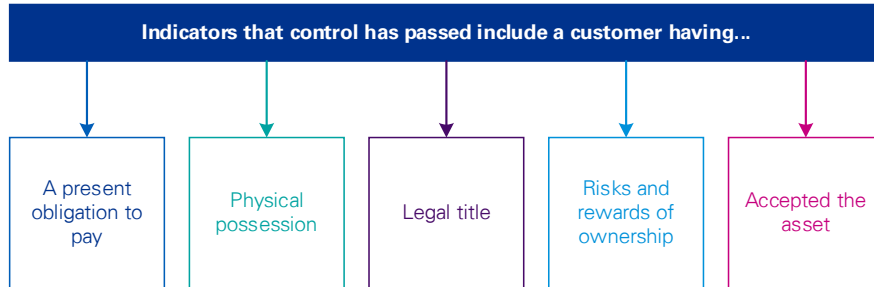 Indicators that control has passed include a customer having...
A present
obligation to
pay
Physical
possession
Legal title
Risks and
rewards of
ownership
Accepted the
asset